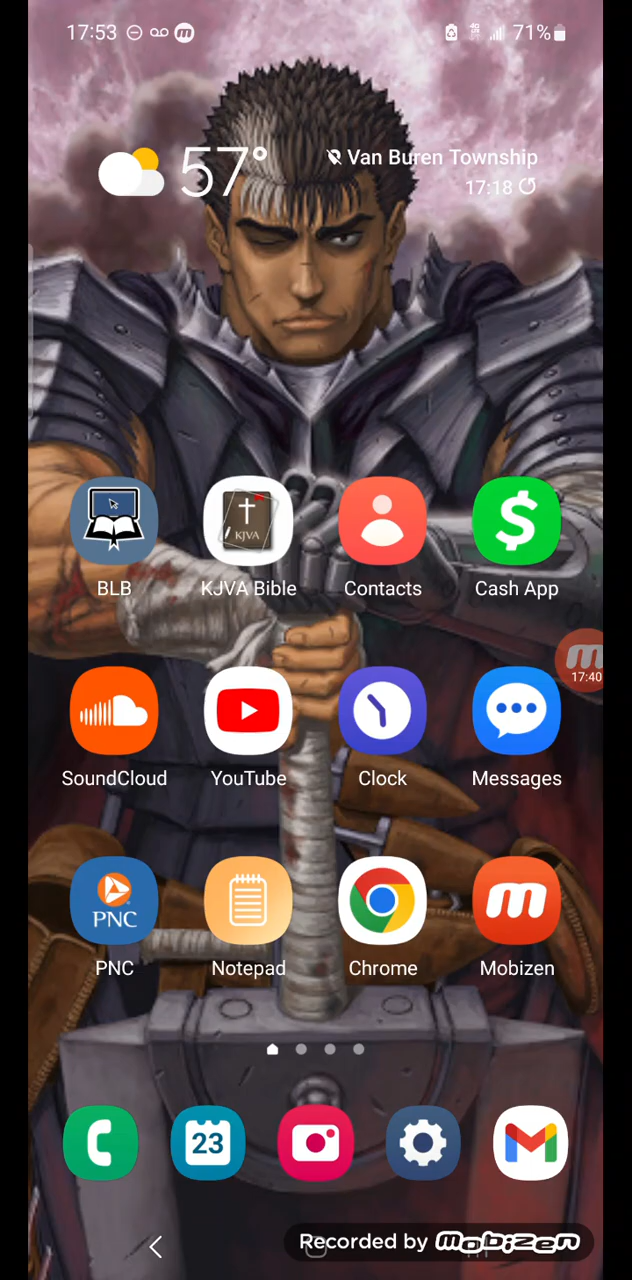 17:53 m 4G 71%
57° Van Buren Township
17:18
KJVA
$
BLB KJVA Bible Contacts Cash App
m
17:40
SoundCloud YouTube Clock Messages
PNC m
PNC Notepad Chrome Mobizen
23
Recorded by mobizen